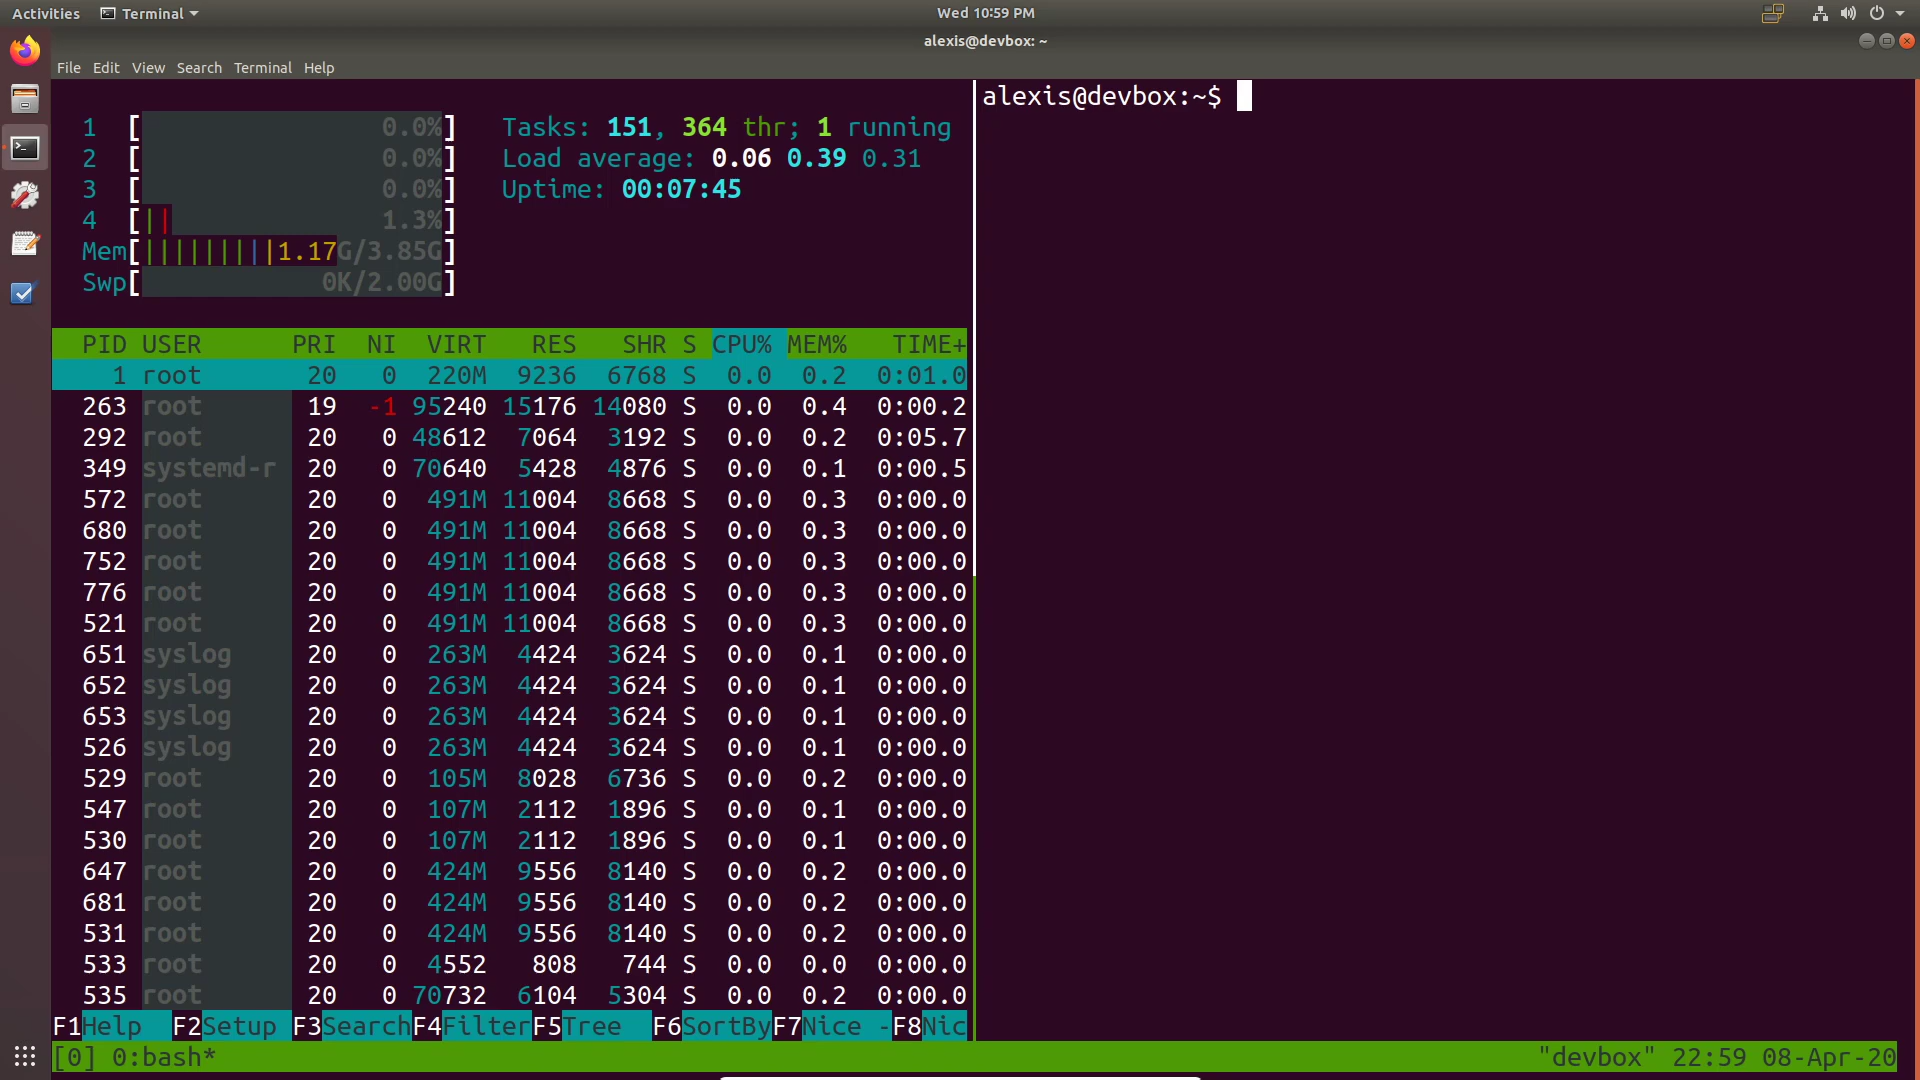 Activities Terminal Wed 10:59 PM
alexis@devbox: ~
File Edit View Search Terminal Help
1 [ 0.0%] Tasks: 151, 364 thr; 1 running
2 [ 0.0%] Load average: 0.06 0.39 0.31
3 [ 0.0%] Uptime: 00:07:45
4 [|| 1.3%]
Mem[|||||||||1.17G/3.85G]
Swp[ 0K/2.00G]
PID USER PRI NI VIRT RES SHR S CPU% MEM% TIME+
1 root 20 0 220M 9236 6768 S 0.0 0.2 0:01.0
263 root 19 -1 95240 15176 14080 S 0.0 0.4 0:00.2
292 root 20 0 48612 7064 3192 S 0.0 0.2 0:05.7
349 systemd-r 20 0 70640 5428 4876 S 0.0 0.1 0:00.5
572 root 20 0 491M 11004 8668 S 0.0 0.3 0:00.0
680 root 20 0 491M 11004 8668 S 0.0 0.3 0:00.0
752 root 20 0 491M 11004 8668 S 0.0 0.3 0:00.0
776 root 20 0 491M 11004 8668 S 0.0 0.3 0:00.0
521 root 20 0 491M 11004 8668 S 0.0 0.3 0:00.0
651 syslog 20 0 263M 4424 3624 S 0.0 0.1 0:00.0
652 syslog 20 0 263M 4424 3624 S 0.0 0.1 0:00.0
653 syslog 20 0 263M 4424 3624 S 0.0 0.1 0:00.0
526 syslog 20 0 263M 4424 3624 S 0.0 0.1 0:00.0
529 root 20 0 105M 8028 6736 S 0.0 0.2 0:00.0
547 root 20 0 107M 2112 1896 S 0.0 0.1 0:00.0
530 root 20 0 107M 2112 1896 S 0.0 0.1 0:00.0
647 root 20 0 424M 9556 8140 S 0.0 0.2 0:00.0
681 root 20 0 424M 9556 8140 S 0.0 0.2 0:00.0
531 root 20 0 424M 9556 8140 S 0.0 0.2 0:00.0
533 root 20 0 4552 808 744 S 0.0 0.0 0:00.0
535 root 20 0 70732 6104 5304 S 0.0 0.2 0:00.0
F1Help F2Setup F3SearchF4FilterF5Tree F6SortByF7Nice -F8Nic
alexis@devbox:~$
[0] 0:bash* "devbox" 22:59 08-Apr-20